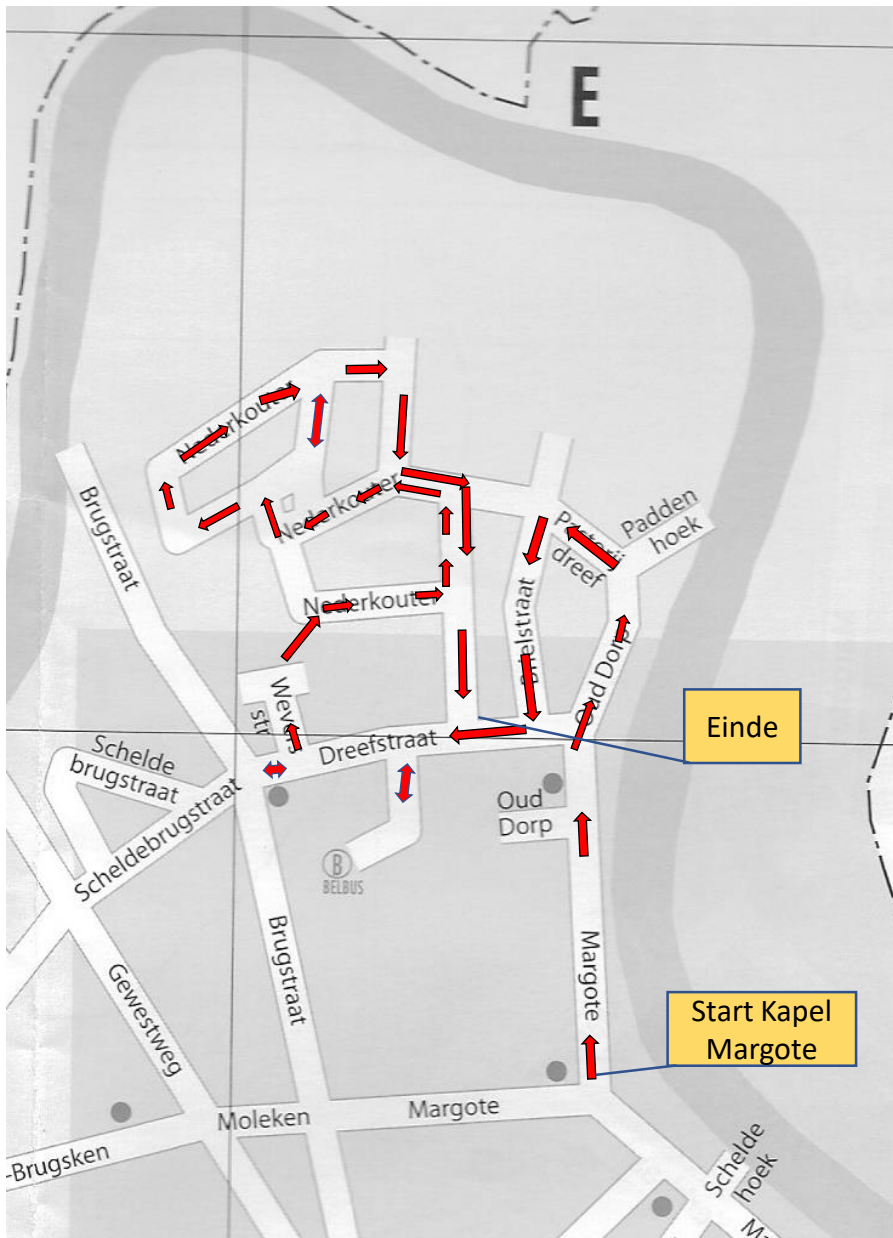 E
Nederkouter
Brugstraat
Nederkouter
Padden
hoek
Pastorij
dreef
Nederkouter
Oud Dorp
Wevers
str
Einde
Dreefstraat
Schelde
brugstraat
Scheldebrugstraat
Oud
Dorp
B
BELBUS
Brugstraat
Margote
Gewestweg
Start Kapel
Margote
Moleken
Margote
-Brugsken
Schelde
hoek